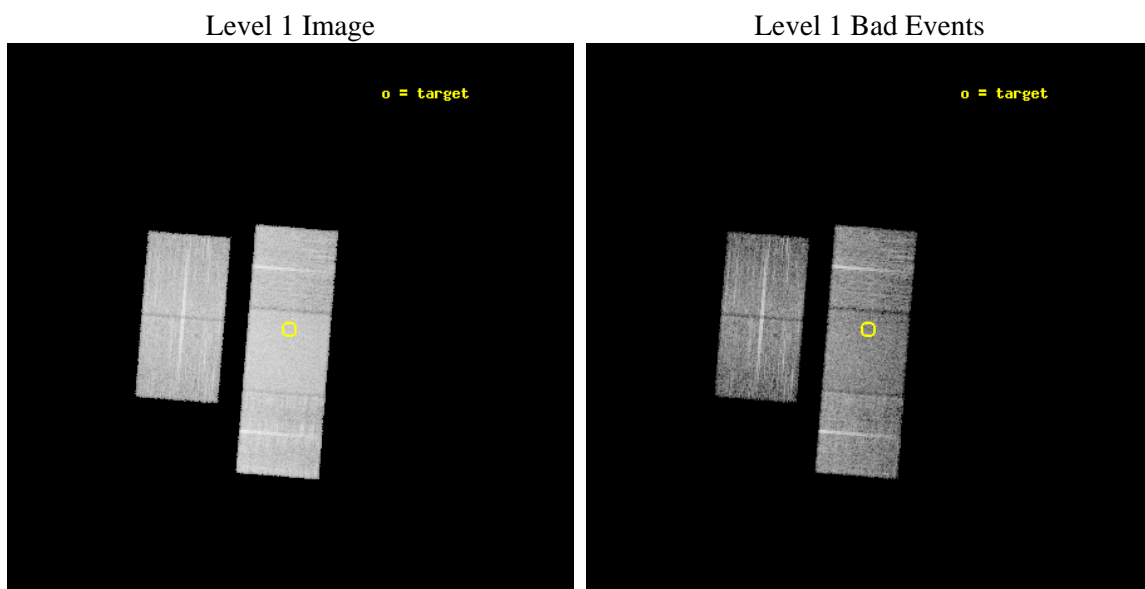 Level 1 Image
Level 1 Bad Events
o = target
o = target